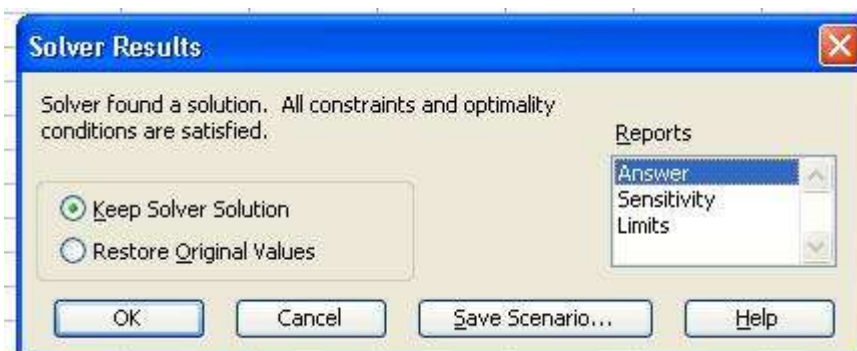 Solver Results
Solver found a solution. All constraints and optimality
conditions are satisfied.
Reports
Answer
Sensitivity
Limits
Keep Solver Solution
Restore Original Values
OK
Cancel
Save Scenario...
Help